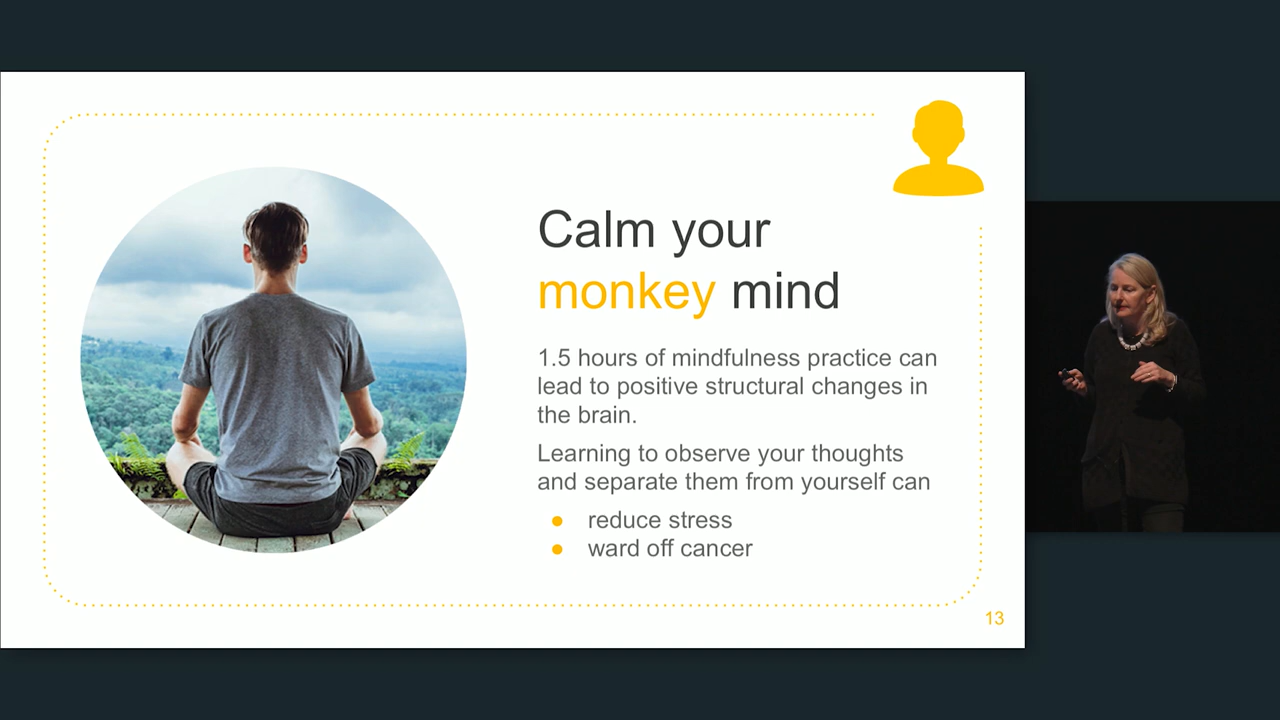 Calm your
monkey mind
1.5 hours of mindfulness practice can
lead to positive structural changes in
the brain.
Learning to observe your thoughts
and separate them from yourself can
● reduce stress
● ward off cancer
13